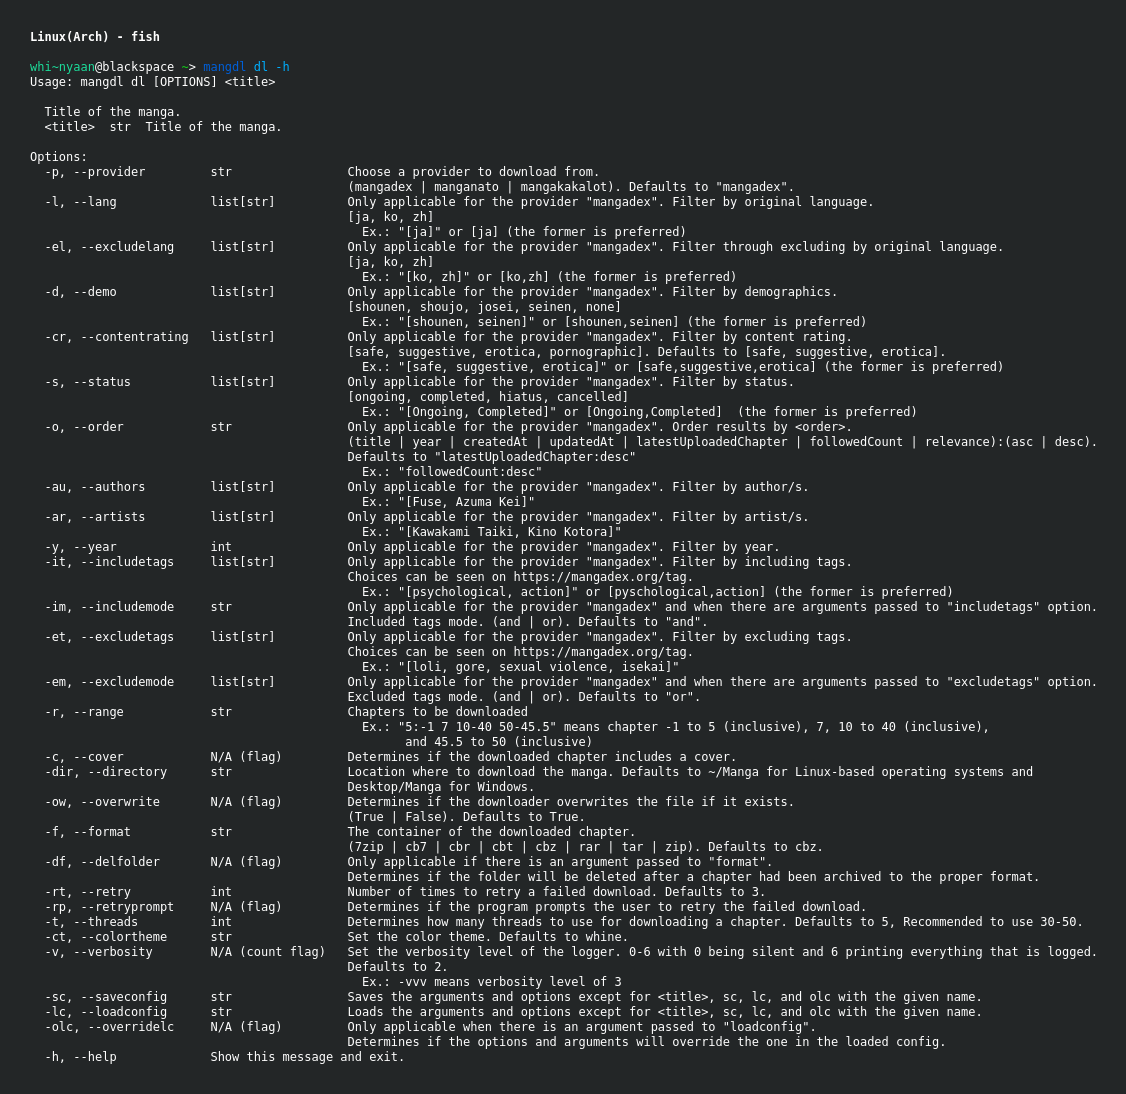 Linux(Arch) - fish
whi~nyaan@blackspace ~> mangdl dl -h
Usage: mangdl dl [OPTIONS] <title>
Title of the manga.
<title>  str  Title of the manga.
Options:
-p, --provider         str                Choose a provider to download from.
(mangadex | manganato | mangakakalot). Defaults to "mangadex".
-l, --lang             list[str]          Only applicable for the provider "mangadex". Filter by original language.
[ja, ko, zh]
Ex.: "[ja]" or [ja] (the former is preferred)
-el, --excludelang     list[str]          Only applicable for the provider "mangadex". Filter through excluding by original language.
[ja, ko, zh]
Ex.: "[ko, zh]" or [ko,zh] (the former is preferred)
-d, --demo             list[str]          Only applicable for the provider "mangadex". Filter by demographics.
[shounen, shoujo, josei, seinen, none]
Ex.: "[shounen, seinen]" or [shounen,seinen] (the former is preferred)
-cr, --contentrating   list[str]          Only applicable for the provider "mangadex". Filter by content rating.
[safe, suggestive, erotica, pornographic]. Defaults to [safe, suggestive, erotica].
Ex.: "[safe, suggestive, erotica]" or [safe,suggestive,erotica] (the former is preferred)
-s, --status           list[str]          Only applicable for the provider "mangadex". Filter by status.
[ongoing, completed, hiatus, cancelled]
Ex.: "[Ongoing, Completed]" or [Ongoing,Completed]  (the former is preferred)
-o, --order            str                Only applicable for the provider "mangadex". Order results by <order>.
(title | year | createdAt | updatedAt | latestUploadedChapter | followedCount | relevance):(asc | desc).
Defaults to "latestUploadedChapter:desc"
Ex.: "followedCount:desc"
-au, --authors         list[str]          Only applicable for the provider "mangadex". Filter by author/s.
Ex.: "[Fuse, Azuma Kei]"
-ar, --artists         list[str]          Only applicable for the provider "mangadex". Filter by artist/s.
Ex.: "[Kawakami Taiki, Kino Kotora]"
-y, --year             int                Only applicable for the provider "mangadex". Filter by year.
-it, --includetags     list[str]          Only applicable for the provider "mangadex". Filter by including tags.
Choices can be seen on https://mangadex.org/tag.
Ex.: "[psychological, action]" or [pyschological,action] (the former is preferred)
-im, --includemode     str                Only applicable for the provider "mangadex" and when there are arguments passed to "includetags" option.
Included tags mode. (and | or). Defaults to "and".
-et, --excludetags     list[str]          Only applicable for the provider "mangadex". Filter by excluding tags.
Choices can be seen on https://mangadex.org/tag.
Ex.: "[loli, gore, sexual violence, isekai]"
-em, --excludemode     list[str]          Only applicable for the provider "mangadex" and when there are arguments passed to "excludetags" option.
Excluded tags mode. (and | or). Defaults to "or".
-r, --range            str                Chapters to be downloaded
Ex.: "5:-1 7 10-40 50-45.5" means chapter -1 to 5 (inclusive), 7, 10 to 40 (inclusive),
and 45.5 to 50 (inclusive)
-c, --cover            N/A (flag)         Determines if the downloaded chapter includes a cover.
-dir, --directory      str                Location where to download the manga. Defaults to ~/Manga for Linux-based operating systems and
Desktop/Manga for Windows.
-ow, --overwrite       N/A (flag)         Determines if the downloader overwrites the file if it exists.
(True | False). Defaults to True.
-f, --format           str                The container of the downloaded chapter.
(7zip | cb7 | cbr | cbt | cbz | rar | tar | zip). Defaults to cbz.
-df, --delfolder       N/A (flag)         Only applicable if there is an argument passed to "format".
Determines if the folder will be deleted after a chapter had been archived to the proper format.
-rt, --retry           int                Number of times to retry a failed download. Defaults to 3.
-rp, --retryprompt     N/A (flag)         Determines if the program prompts the user to retry the failed download.
-t, --threads          int                Determines how many threads to use for downloading a chapter. Defaults to 5, Recommended to use 30-50.
-ct, --colortheme      str                Set the color theme. Defaults to whine.
-v, --verbosity        N/A (count flag)   Set the verbosity level of the logger. 0-6 with 0 being silent and 6 printing everything that is logged.
Defaults to 2.
Ex.: -vvv means verbosity level of 3
-sc, --saveconfig      str                Saves the arguments and options except for <title>, sc, lc, and olc with the given name.
-lc, --loadconfig      str                Loads the arguments and options except for <title>, sc, lc, and olc with the given name.
-olc, --overridelc     N/A (flag)         Only applicable when there is an argument passed to "loadconfig".
Determines if the options and arguments will override the one in the loaded config.
-h, --help             Show this message and exit.